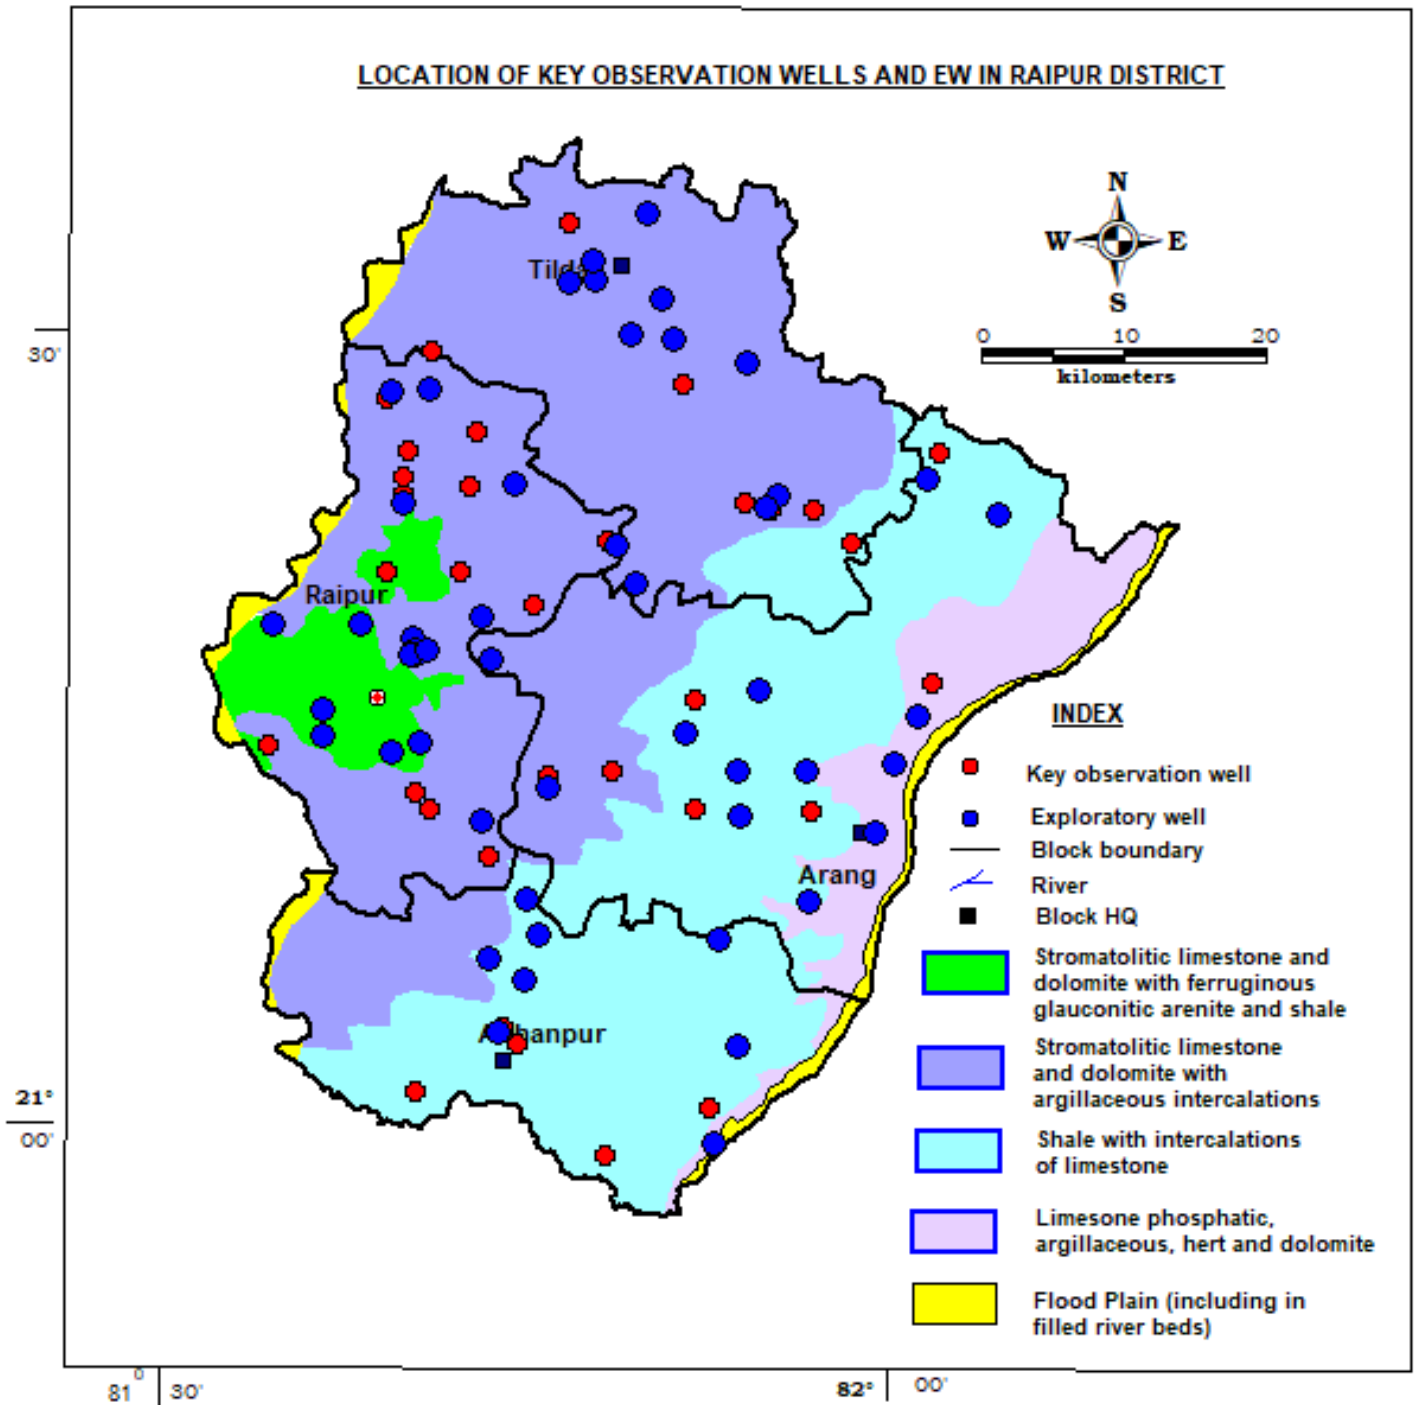 LOCATION OF KEY OBSERVATION WELLS AND EW IN RAIPUR DISTRICT
N
W E
S
0 10 20
kilometers
30'
Tilda
Raipur
INDEX
Key observation well
Exploratory well
Block boundary
River
Block HQ
Arang
Stromatolitic limestone and
dolomite with ferruginous
glauconitic arenite and shale
Stromatolitic limestone
and dolomite with
argillaceous intercalations
Shale with intercalations
of limestone
Limesone phosphatic,
argillaceous, hert and dolomite
Flood Plain (including in
filled river beds)
hanpur
21°
00'
81° 30'
82° 00'